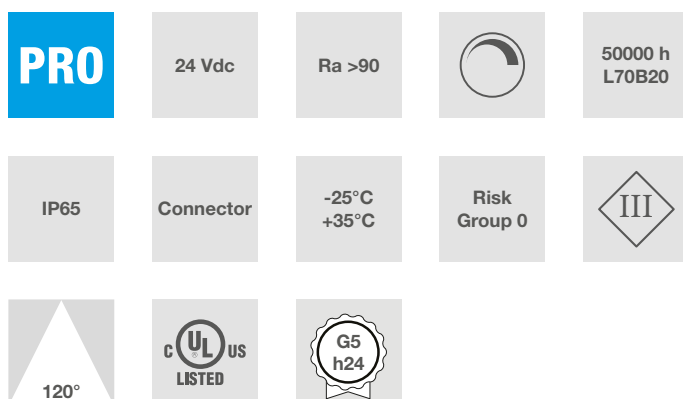 PRO
24 Vdc
Ra >90
50000 h
L70B20
IP65
Connector
-25°C
+35°C
Risk
Group 0
III
120°
C UL US
®
LISTED
G5
h24